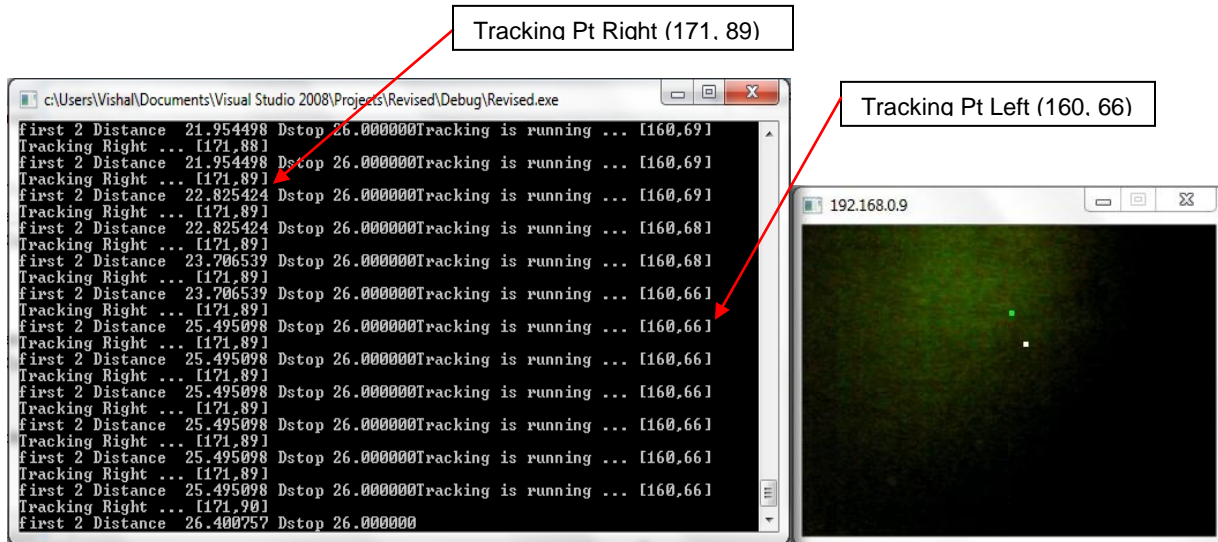 Tracking Pt Right (171, 89)
c:\Users\Vishal\Documents\Visual Studio 2008\Projects\Revised\Debug\Revised.exe
Tracking Pt Left (160, 66)
first 2 Distance  21.954498 Dstop 26.000000Tracking is running ... [160,69]
Tracking Right ... [171,88]
first 2 Distance  21.954498 Dstop 26.000000Tracking is running ... [160,69]
Tracking Right ... [171,89]
first 2 Distance  22.825424 Dstop 26.000000Tracking is running ... [160,69]
Tracking Right ... [171,89]
first 2 Distance  22.825424 Dstop 26.000000Tracking is running ... [160,68]
Tracking Right ... [171,89]
first 2 Distance  23.706539 Dstop 26.000000Tracking is running ... [160,68]
Tracking Right ... [171,89]
first 2 Distance  23.706539 Dstop 26.000000Tracking is running ... [160,66]
Tracking Right ... [171,89]
first 2 Distance  25.495098 Dstop 26.000000Tracking is running ... [160,66]
Tracking Right ... [171,89]
first 2 Distance  25.495098 Dstop 26.000000Tracking is running ... [160,66]
Tracking Right ... [171,89]
first 2 Distance  25.495098 Dstop 26.000000Tracking is running ... [160,66]
Tracking Right ... [171,89]
first 2 Distance  25.495098 Dstop 26.000000Tracking is running ... [160,66]
Tracking Right ... [171,89]
first 2 Distance  25.495098 Dstop 26.000000Tracking is running ... [160,66]
Tracking Right ... [171,89]
first 2 Distance  25.495098 Dstop 26.000000Tracking is running ... [160,66]
Tracking Right ... [171,90]
first 2 Distance  26.400757 Dstop 26.000000
192.168.0.9